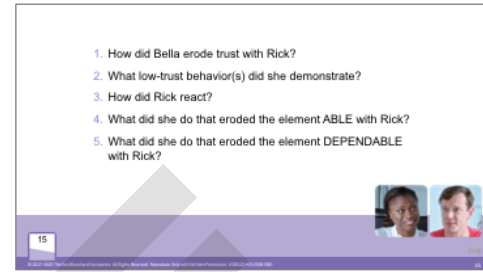 1. How did Bella erode trust with Rick?
2. What low-trust behavior(s) did she demonstrate?
3. How did Rick react?
4. What did she do that eroded the element ABLE with Rick?
5. What did she do that eroded the element DEPENDABLE
with Rick?
15